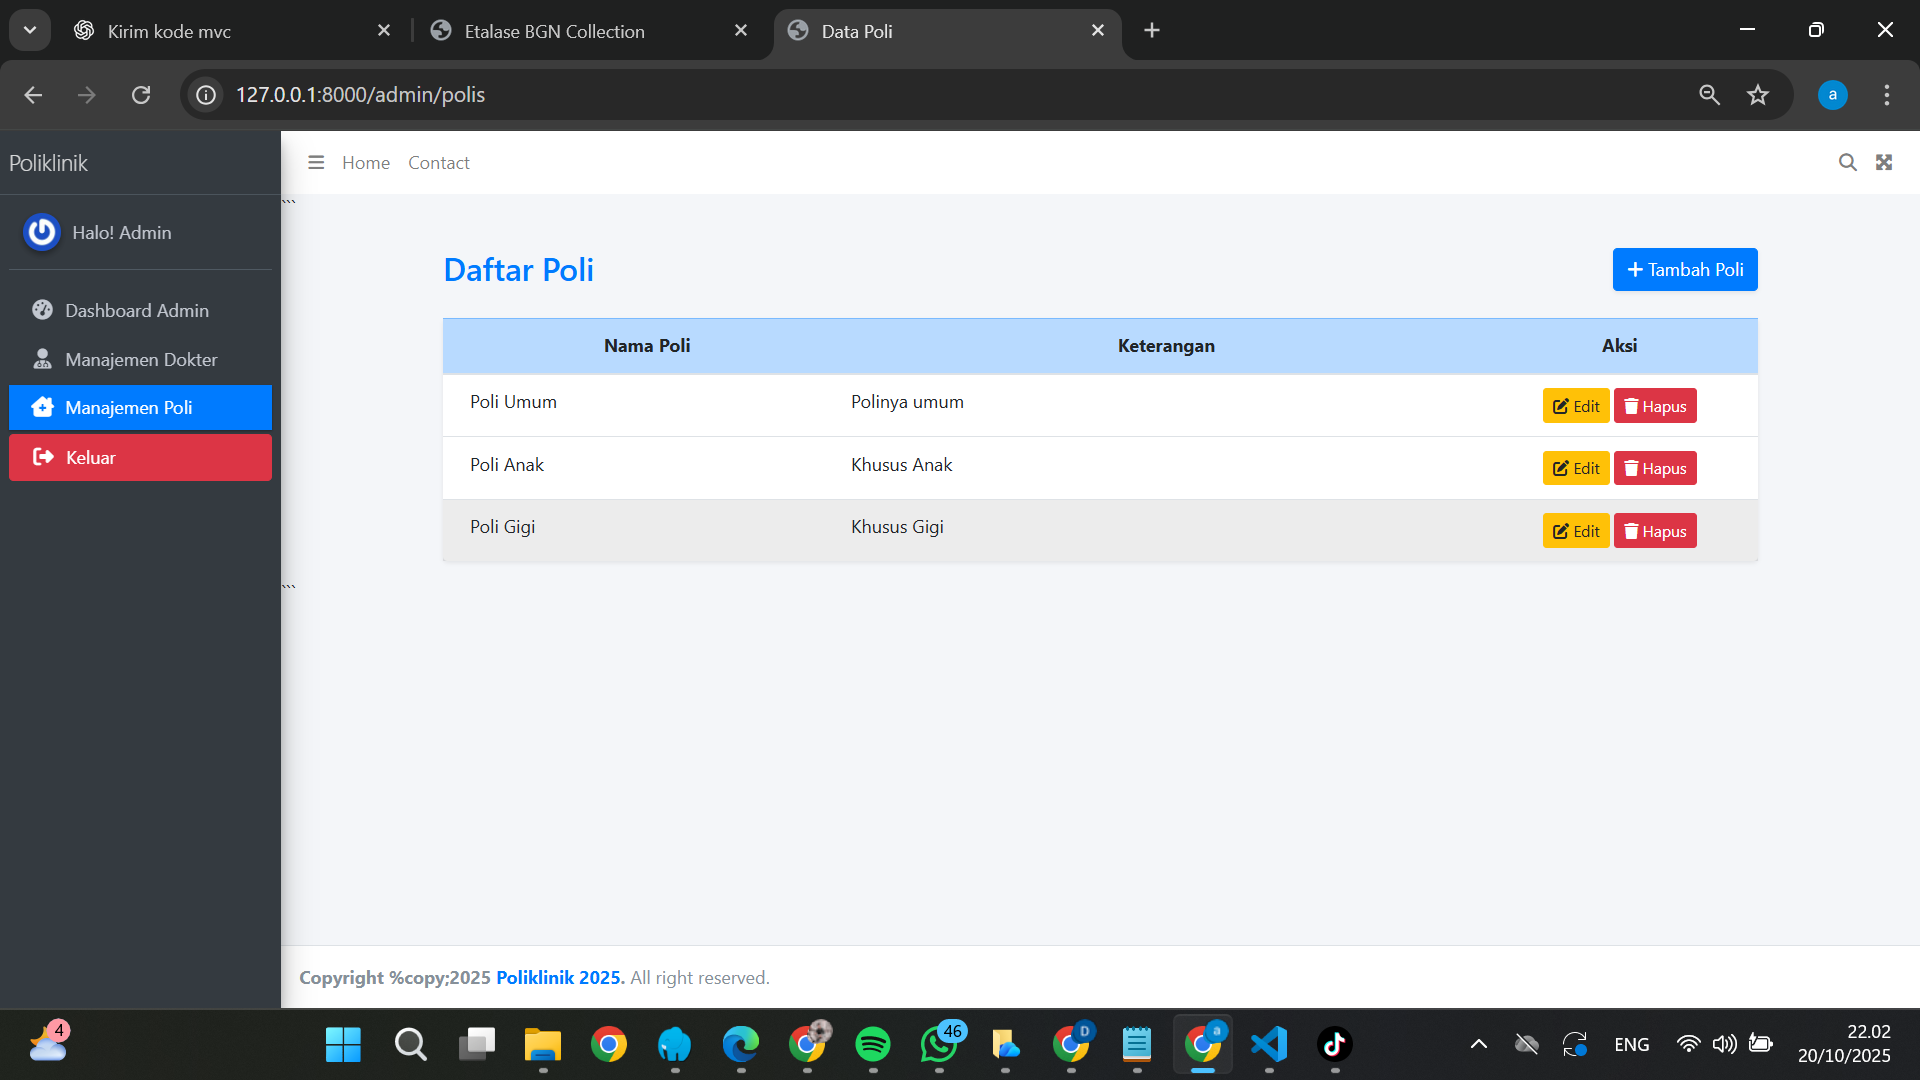 Kirim kode mvc
Etalase BGN Collection
Data Poli
127.0.0.1:8000/admin/polis
a
Poliklinik
Home
Contact
```
Halo! Admin
Daftar Poli
Tambah Poli
Dashboard Admin
Manajemen Dokter
Manajemen Poli
Keluar
Nama Poli
Keterangan
Aksi
Poli Umum
Polinya umum
Edit
Hapus
Poli Anak
Khusus Anak
Edit
Hapus
Poli Gigi
Khusus Gigi
Edit
Hapus
```
Copyright %copy;2025 Poliklinik 2025. All right reserved.
4
46
D
a
ENG
22.02
20/10/2025